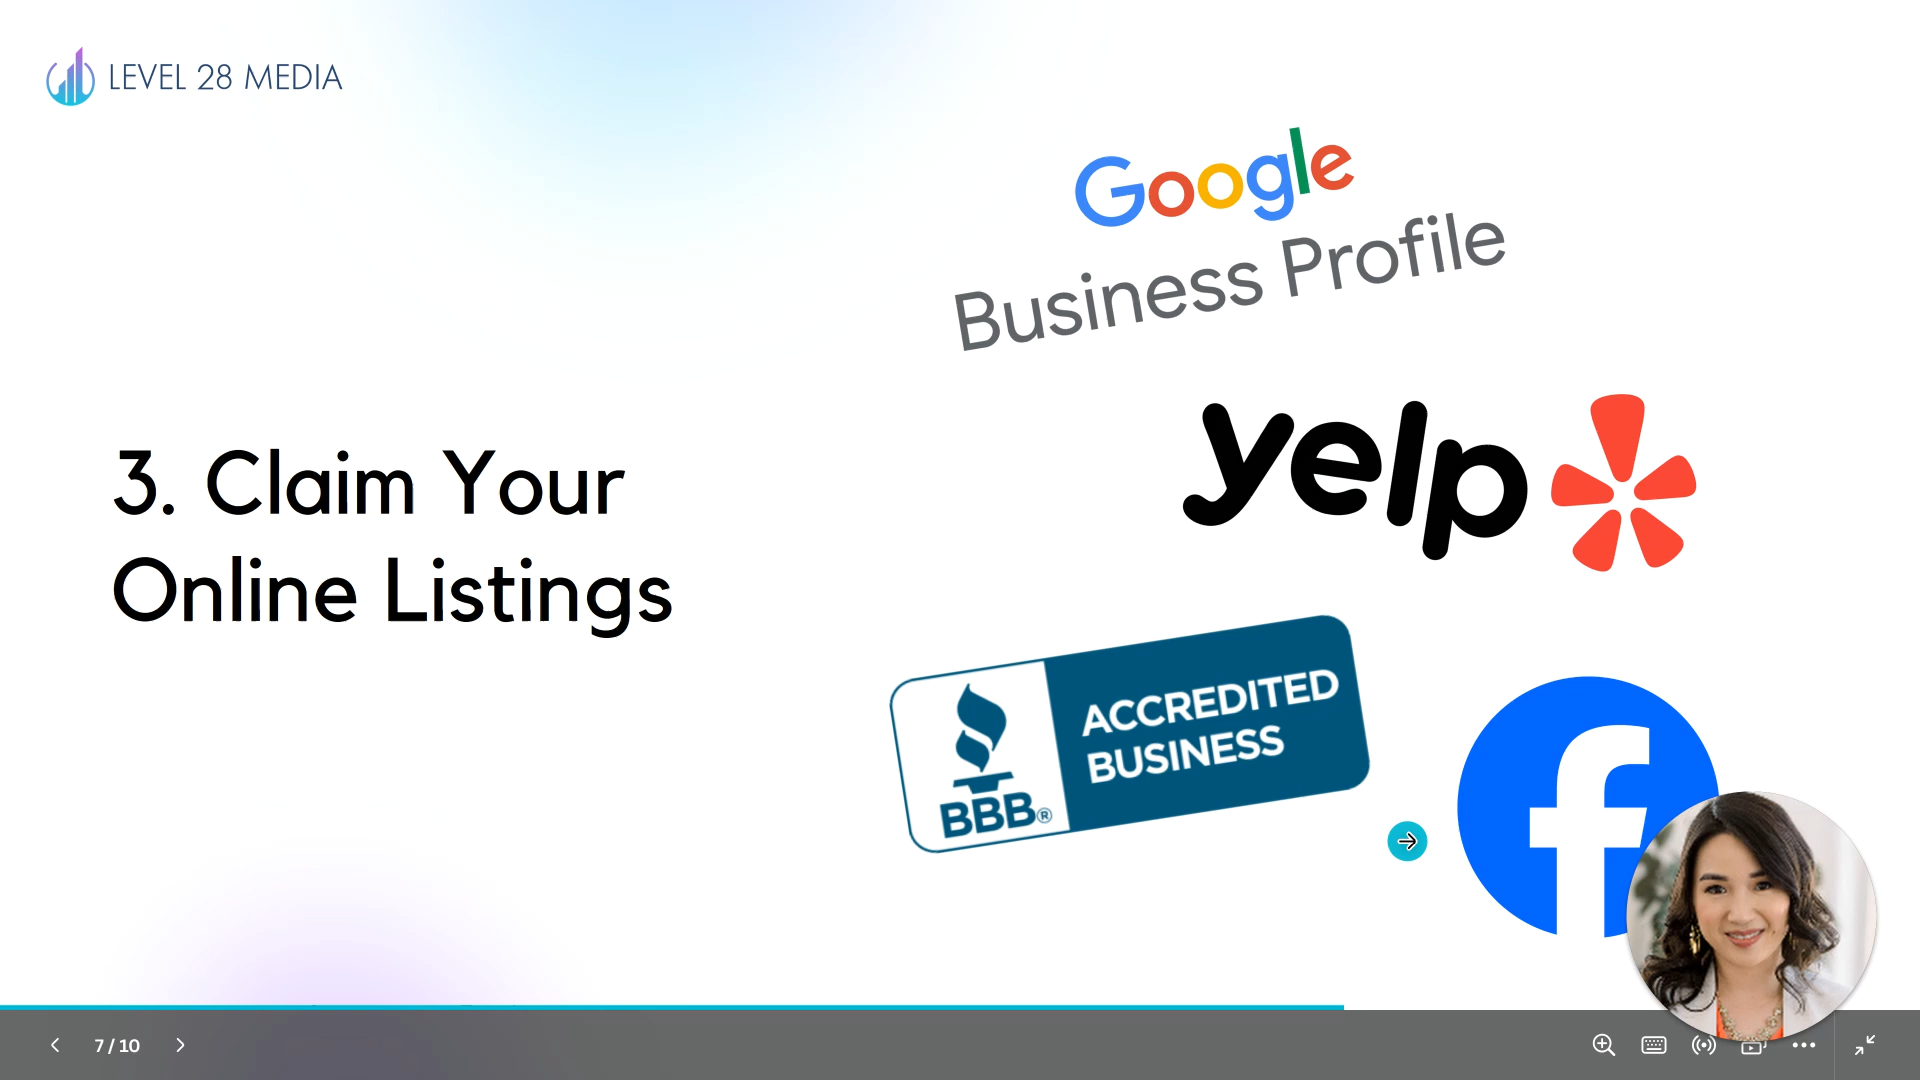 LEVEL 28 MEDIA
Google
Business Profile
yelp
3. Claim Your
Online Listings
ACCREDITED
BUSINESS
BBB®
7 / 10